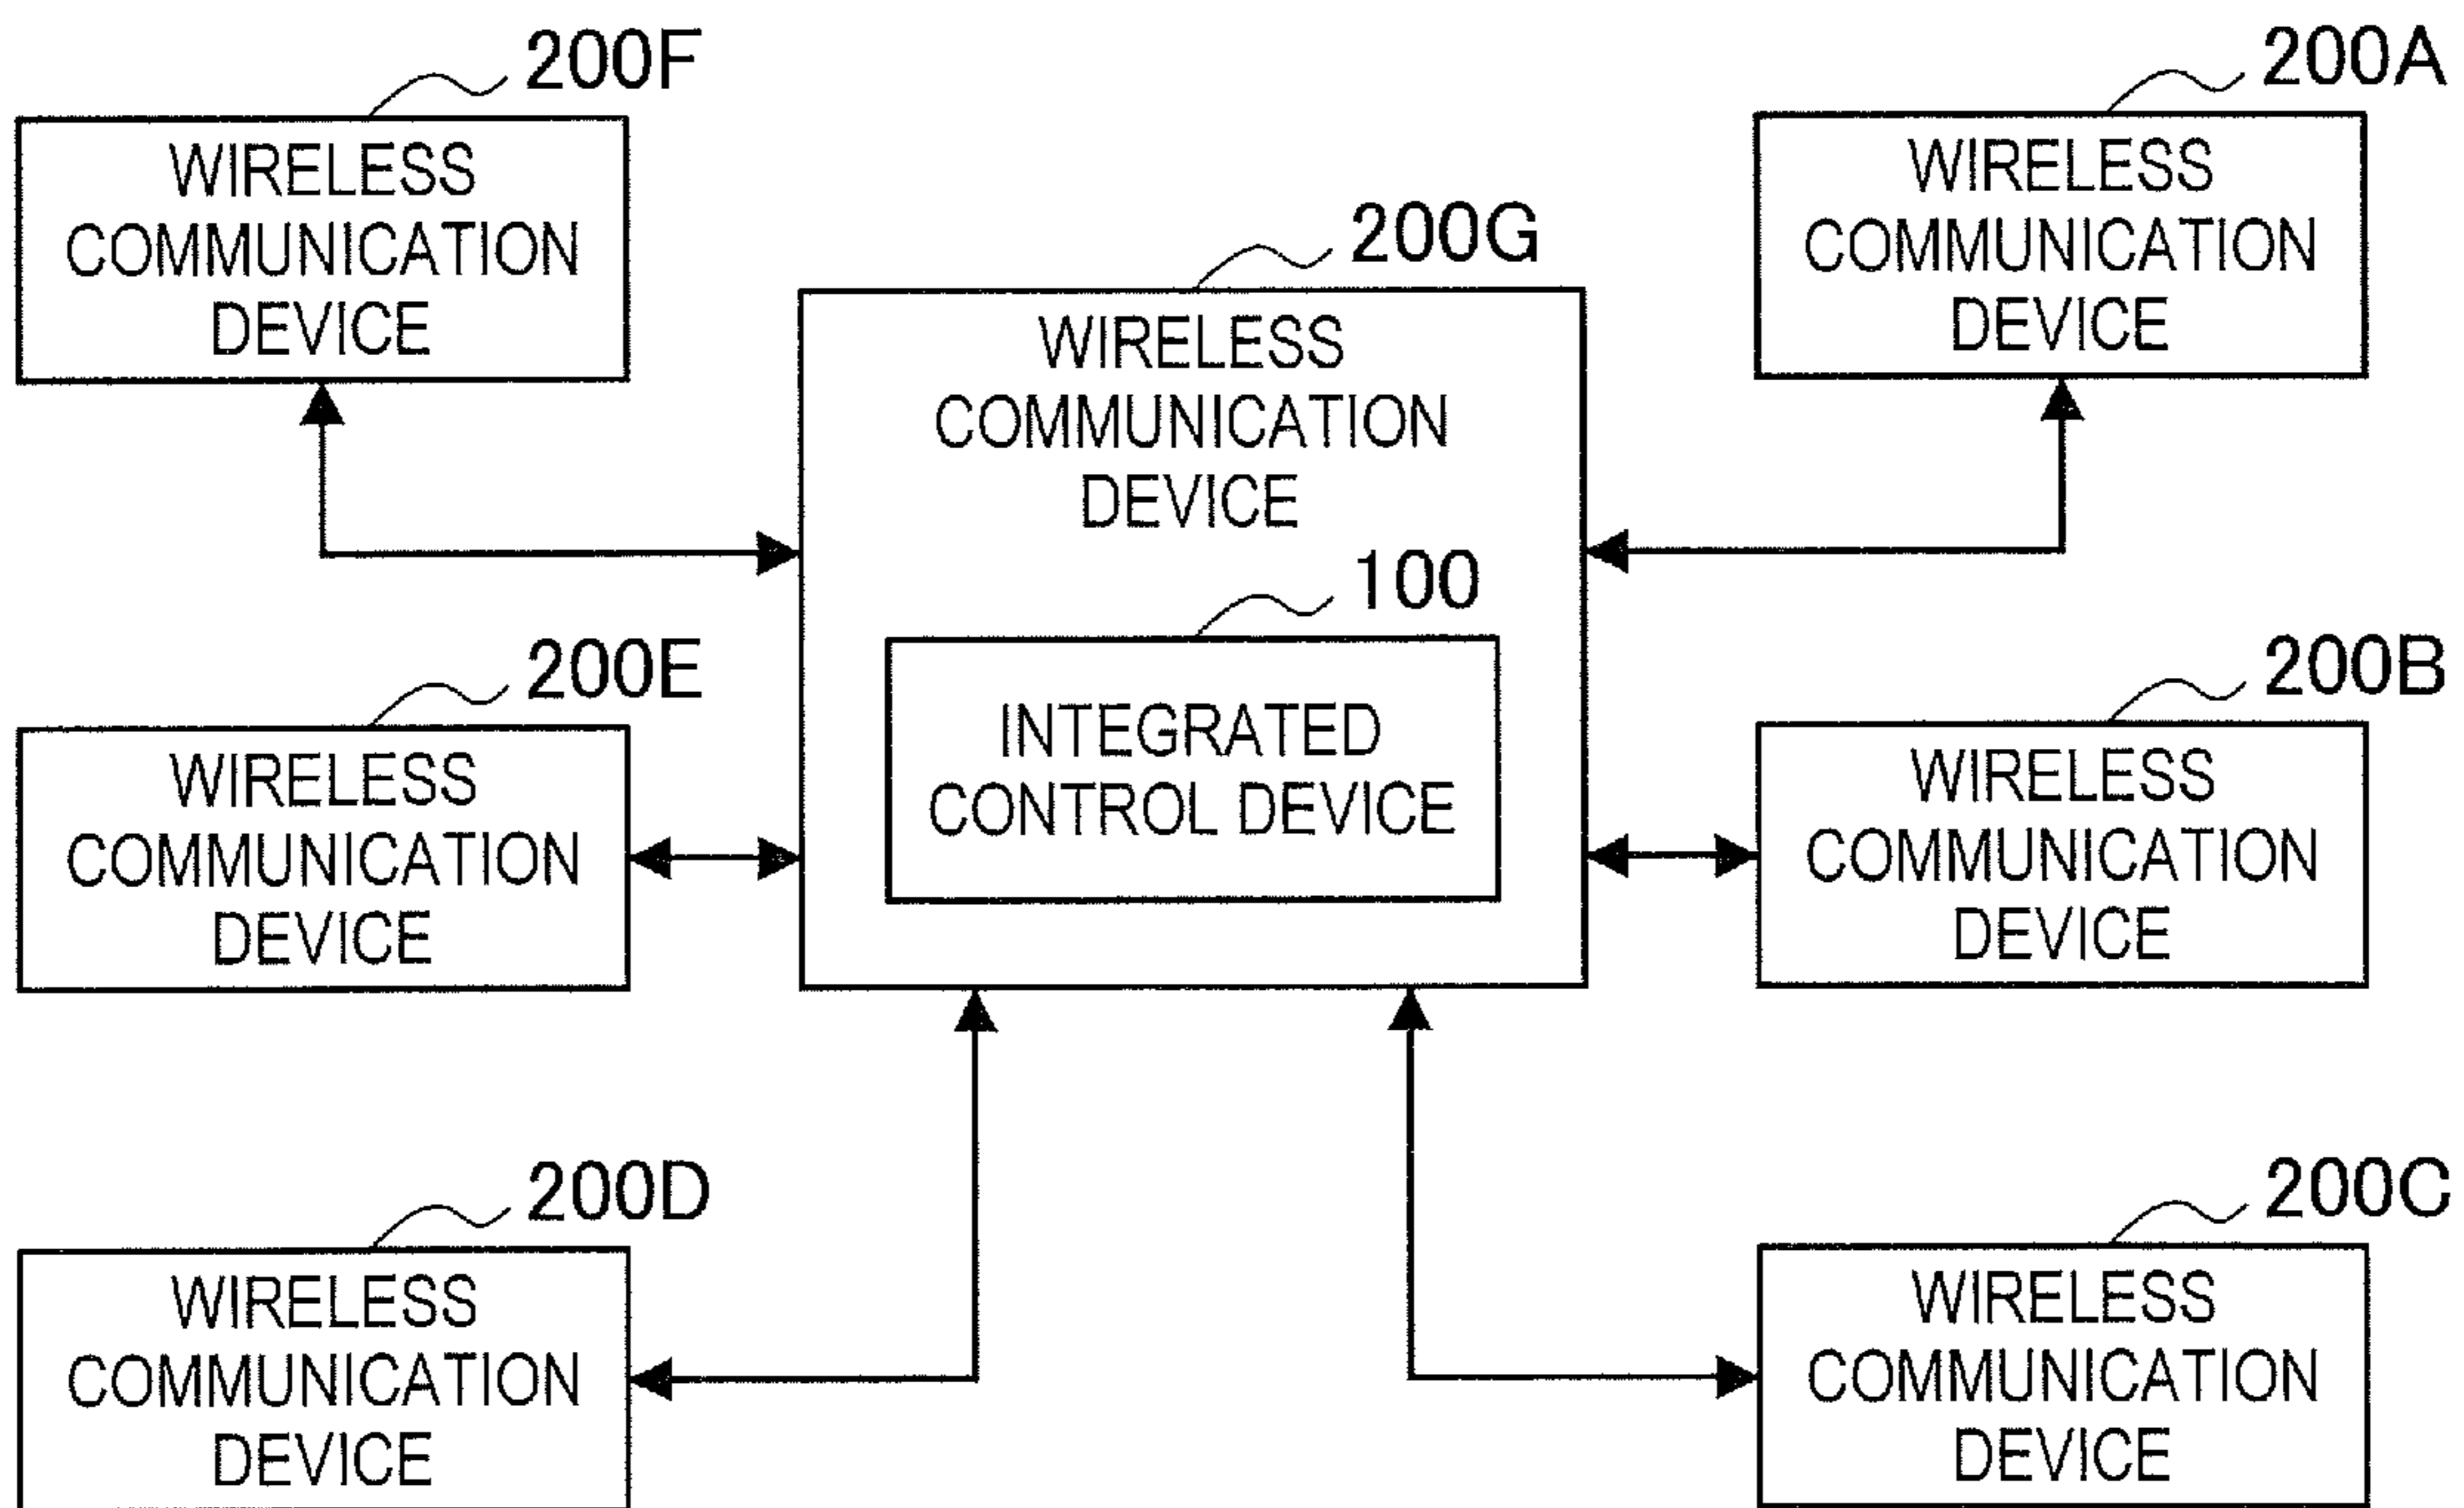 200F
WIRELESS
COMMUNICATION
DEVICE
200A
WIRELESS
COMMUNICATION
DEVICE
200G
WIRELESS
COMMUNICATION
DEVICE
100
INTEGRATED
CONTROL DEVICE
200E
WIRELESS
COMMUNICATION
DEVICE
200B
WIRELESS
COMMUNICATION
DEVICE
200D
WIRELESS
COMMUNICATION
DEVICE
200C
WIRELESS
COMMUNICATION
DEVICE